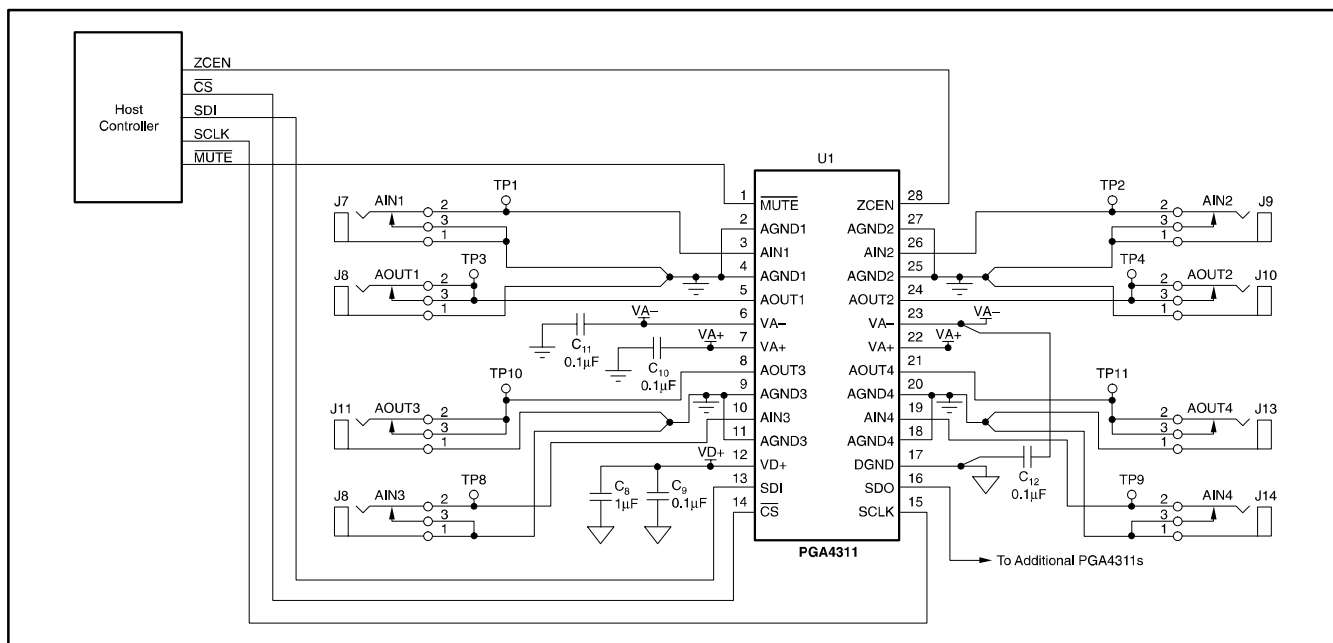 Host
Controller
ZCEN
CS
SDI
SCLK
MUTE
U1
PGA4311
1 MUTE
2 AGND1
3 AIN1
4 AGND1
5 AOUT1
6 VA−
7 VA+
8 AOUT3
9 AGND3
10 AIN3
11 AGND3
12 VD+
13 SDI
14 CS
ZCEN 28
AGND2 27
AIN2 26
AGND2 25
AOUT2 24
VA− 23
VA+ 22
AOUT4 21
AGND4 20
AIN4 19
AGND4 18
DGND 17
SDO 16
SCLK 15
J7 AIN1 2 3 1 TP1
J8 AOUT1 2 3 1 TP3
VA−
C11
0.1µF
VA+
C10
0.1µF
J11 AOUT3 2 3 1 TP10
J8 AIN3 2 3 1 TP8
VD+
C8
1µF
C9
0.1µF
TP2 2 3 1 AIN2 J9
TP4 2 3 1 AOUT2 J10
VA−
VA+
TP11 2 3 1 AOUT4 J13
C12
0.1µF
TP9 2 3 1 AIN4 J14
To Additional PGA4311s